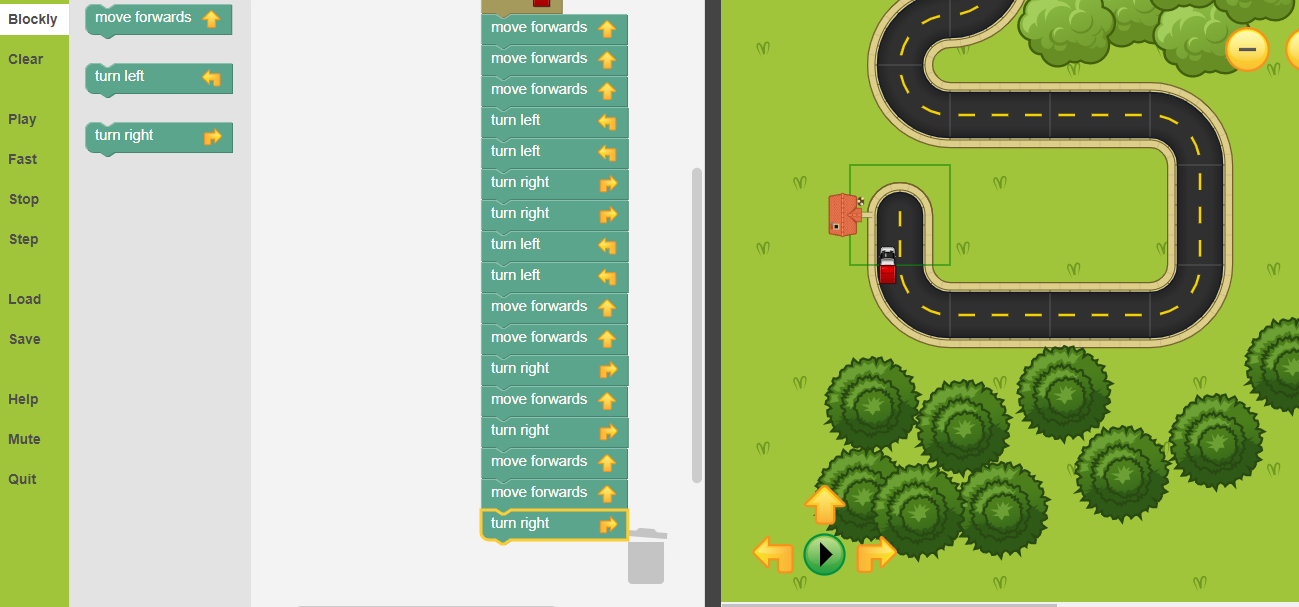 Blockly
Clear
Play
Fast
Stop
Step
Load
Save
Help
Mute
Quit
move forwards
turn left
turn right
move forwards
move forwards
move forwards
turn left
turn left
turn right
turn right
turn left
turn left
move forwards
move forwards
turn right
move forwards
turn right
move forwards
move forwards
turn right